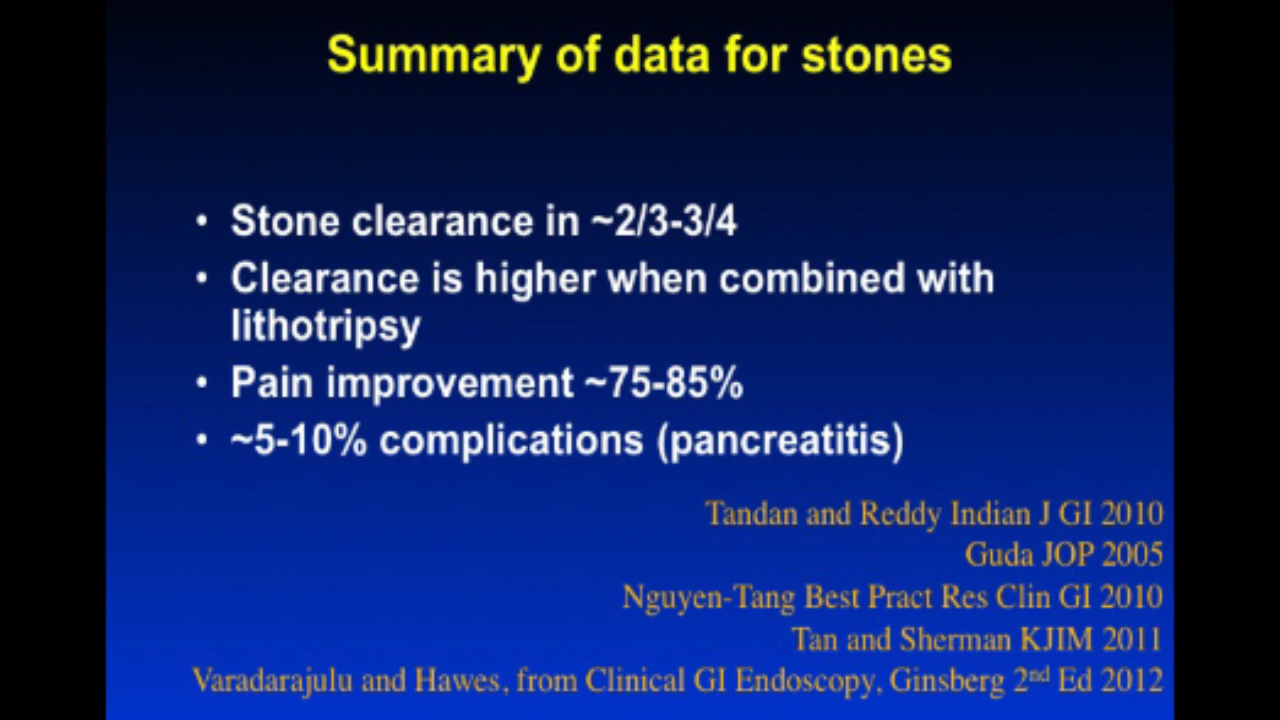 Summary of data for stones
• Stone clearance in ~2/3-3/4
• Clearance is higher when combined with
lithotripsy
• Pain improvement ~75-85%
• ~5-10% complications (pancreatitis)
Tandan and Reddy Indian J GI 2010
Guda JOP 2005
Nguyen-Tang Best Pract Res Clin GI 2010
Tan and Sherman KJIM 2011
Varadarajulu and Hawes, from Clinical GI Endoscopy, Ginsberg 2nd Ed 2012